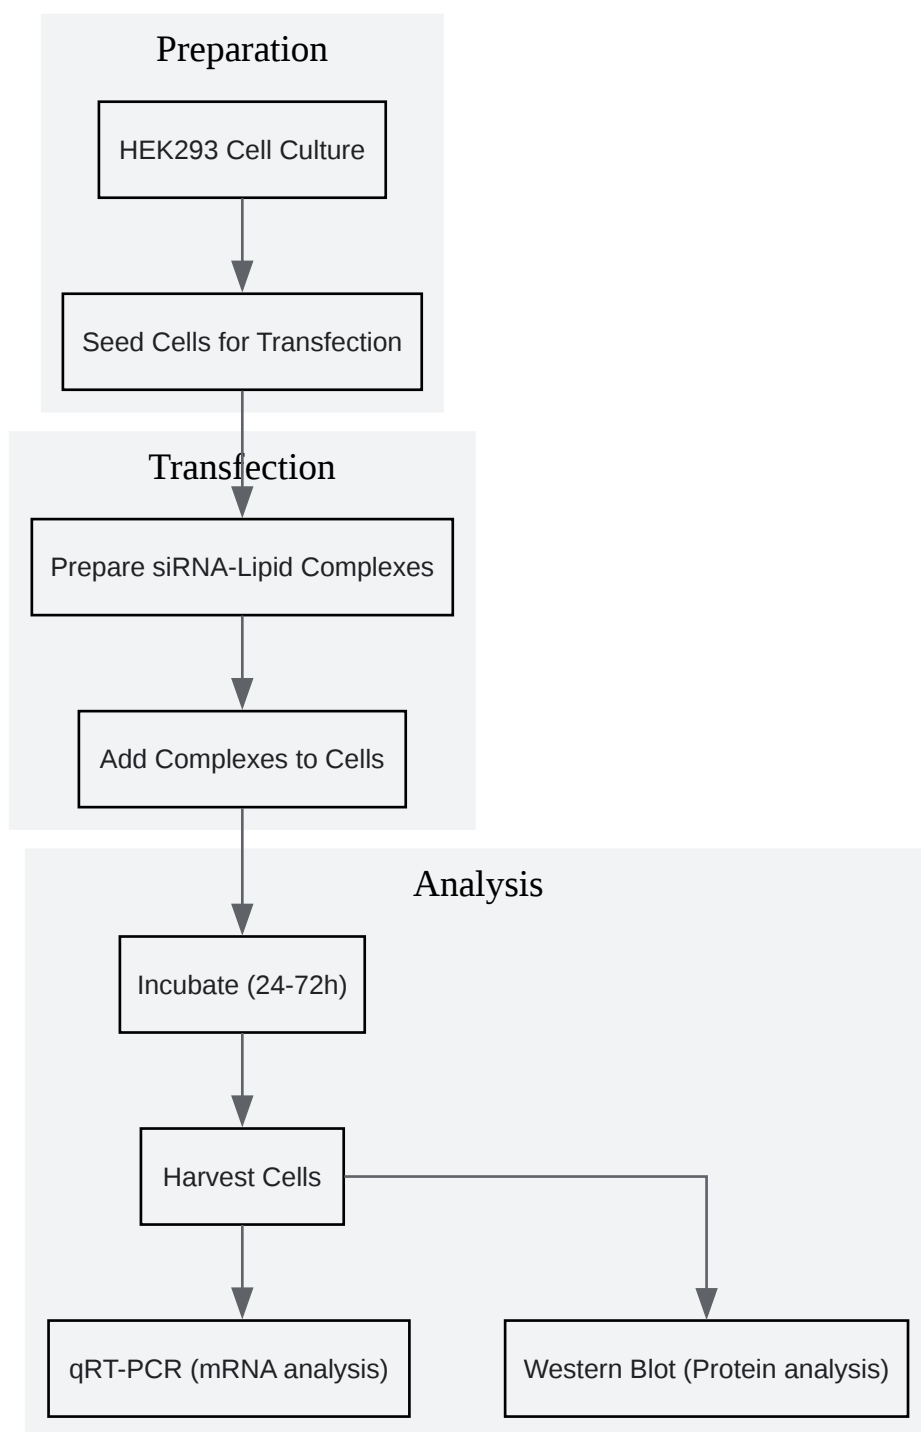 Preparation
HEK293 Cell Culture
Seed Cells for Transfection
Transfection
Prepare siRNA-Lipid Complexes
Add Complexes to Cells
Analysis
Incubate (24-72h)
Harvest Cells
qRT-PCR (mRNA analysis)
Western Blot (Protein analysis)